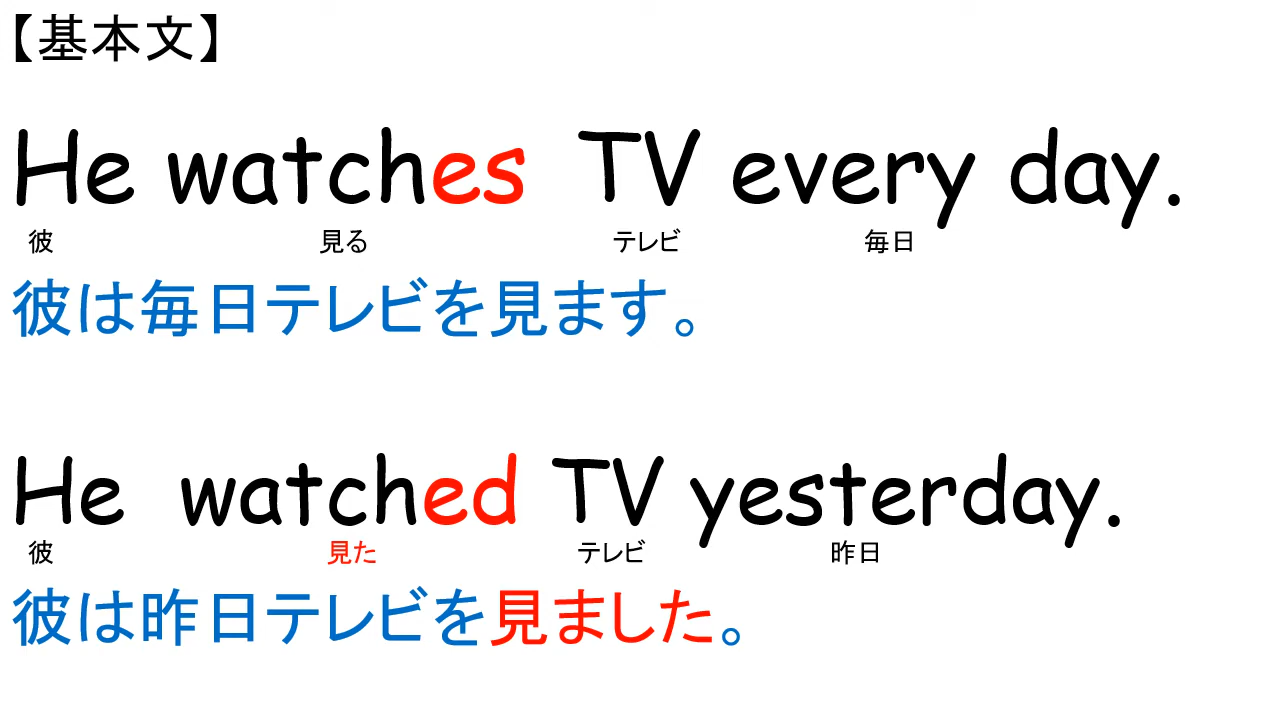 【基本文】
He watches TV every day.
彼 見る テレビ 毎日
彼は毎日テレビを見ます。
He watched TV yesterday.
彼 見た テレビ 昨日
彼は昨日テレビを見ました。